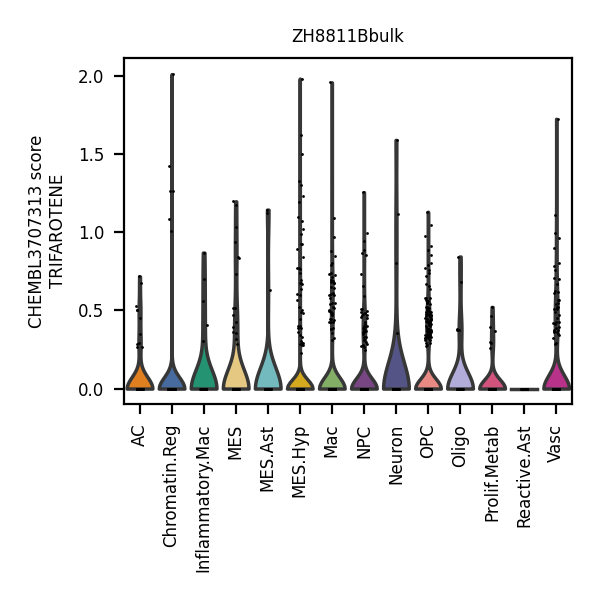 ZH8811Bbulk
CHEMBL3707313 score
TRIFAROTENE
2.0
1.5
1.0
0.5
0.0
AC
Chromatin.Reg
Inflammatory.Mac
MES
MES.Ast
MES.Hyp
Mac
NPC
Neuron
OPC
Oligo
Prolif.Metab
Reactive.Ast
Vasc